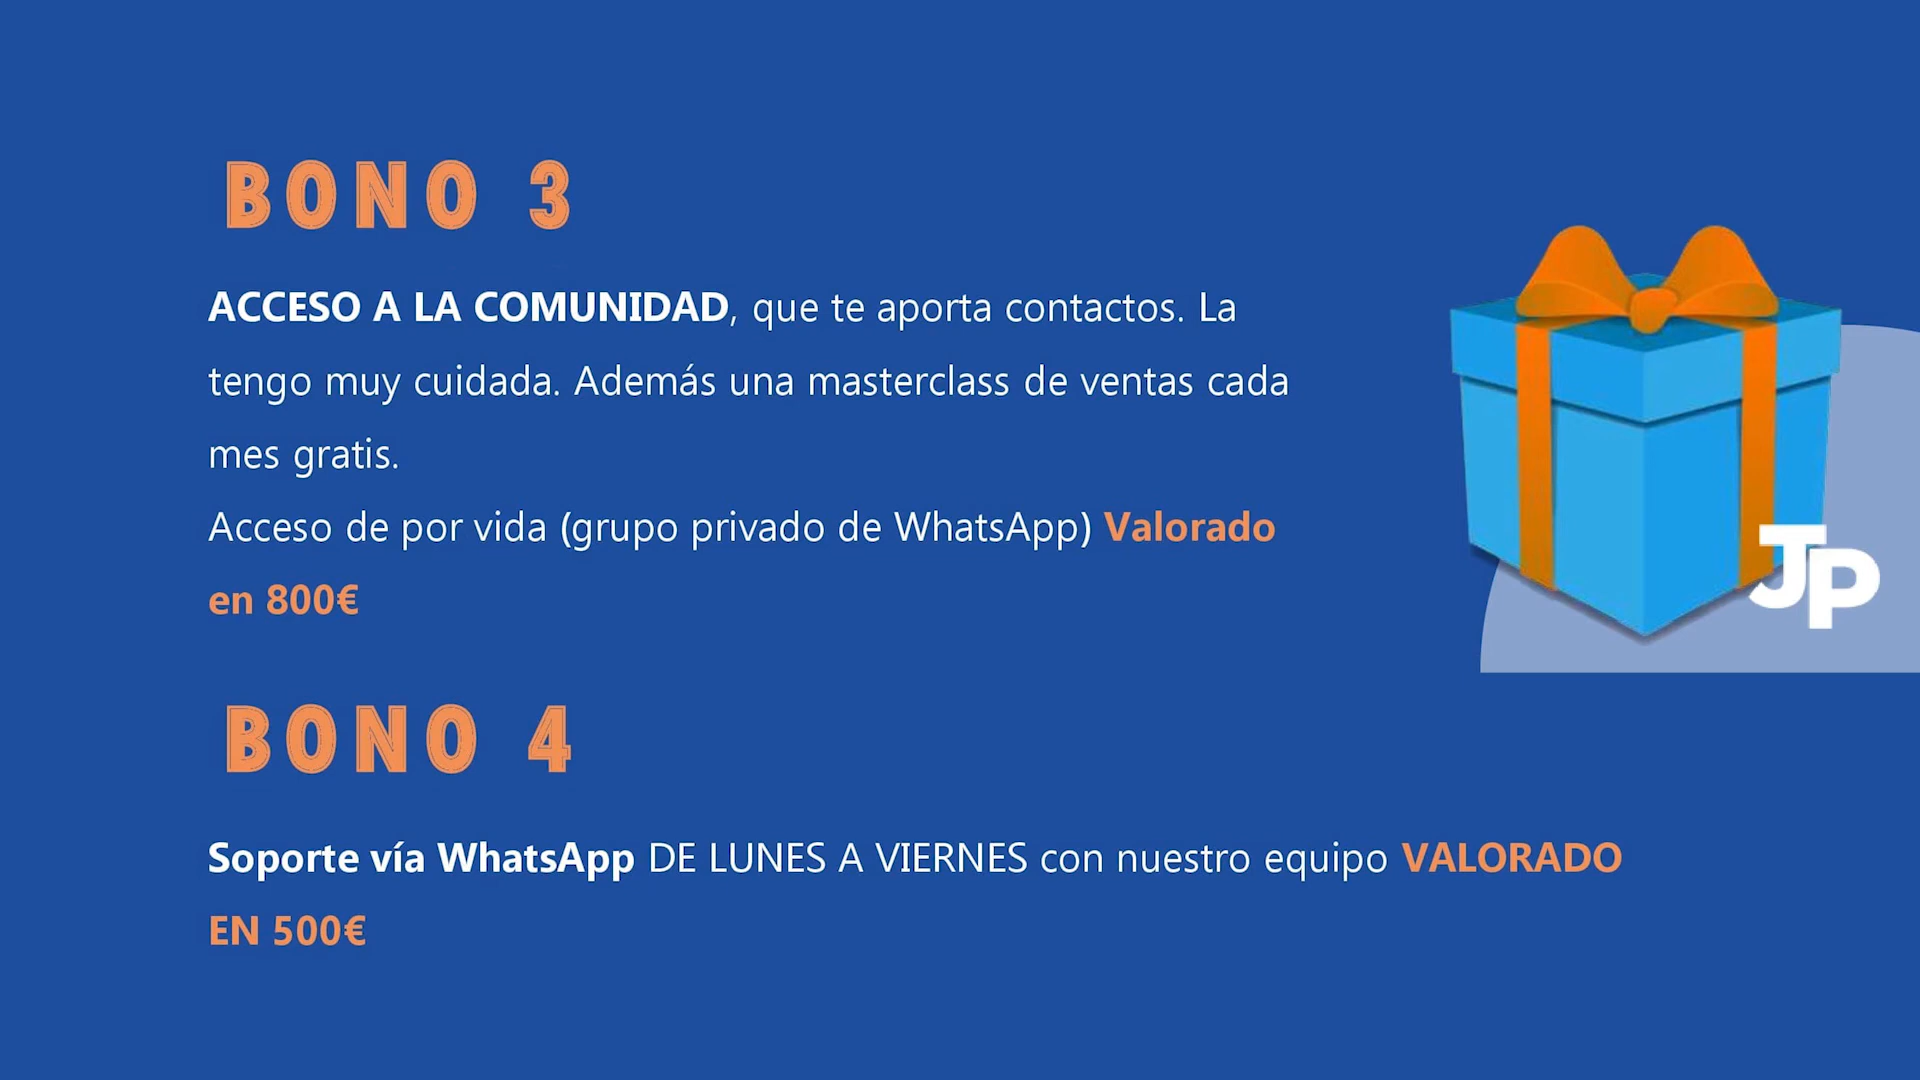 BONO 3
ACCESO A LA COMUNIDAD, que te aporta contactos. La
tengo muy cuidada. Además una masterclass de ventas cada
mes gratis.
Acceso de por vida (grupo privado de WhatsApp) Valorado
en 800€
JP
BONO 4
Soporte vía WhatsApp DE LUNES A VIERNES con nuestro equipo VALORADO
EN 500€